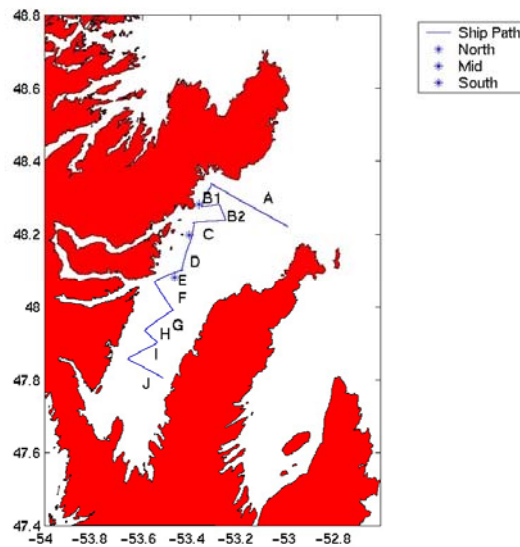 48.8
48.6
48.4
48.2
48
47.8
47.6
47.4
−54 −53.8 −53.6 −53.4 −53.2 −53 −52.8
A
B1
B2
C
D
E
F
G
H
I
J
Ship Path
North
Mid
South